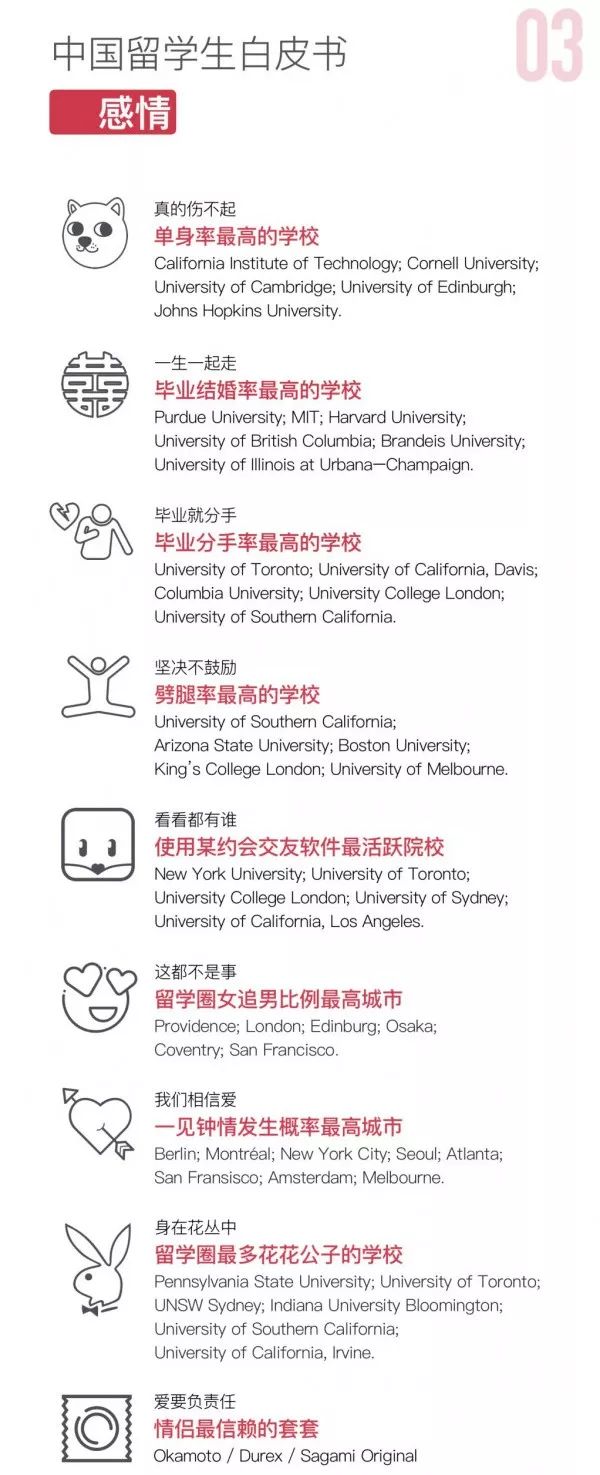 中国留学生白皮书
03
感情
真的伤不起
单身率最高的学校
California Institute of Technology; Cornell University;
University of Cambridge; University of Edinburgh;
Johns Hopkins University.
一生一起走
毕业结婚率最高的学校
Purdue University; MIT; Harvard University;
University of British Columbia; Brandeis University;
University of Illinois at Urbana—Champaign.
毕业就分手
毕业分手率最高的学校
University of Toronto; University of California, Davis;
Columbia University; University College London;
University of Southern California.
坚决不鼓励
劈腿率最高的学校
University of Southern California;
Arizona State University; Boston University;
King's College London; University of Melbourne.
看看都有谁
使用某约会交友软件最活跃院校
New York University; University of Toronto;
University College London; University of Sydney;
University of California, Los Angeles.
这都不是事
留学圈女追男比例最高城市
Providence; London; Edinburg; Osaka;
Coventry; San Francisco.
我们相信爱
一见钟情发生概率最高城市
Berlin; Montréal; New York City; Seoul; Atlanta;
San Fransisco; Amsterdam; Melbourne.
身在花丛中
留学圈最多花花公子的学校
Pennsylvania State University; University of Toronto;
UNSW Sydney; Indiana University Bloomington;
University of Southern California;
University of California, Irvine.
爱要负责任
情侣最信赖的套套
Okamoto / Durex / Sagami Original